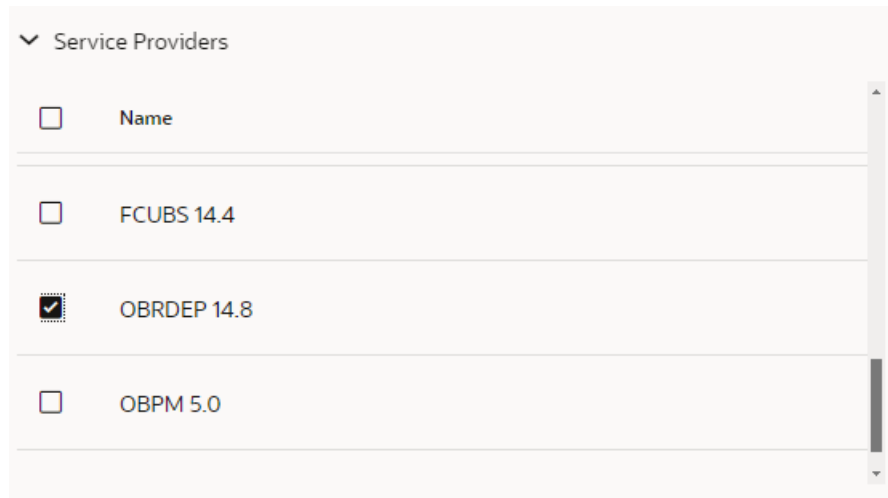 Service Providers
Name
FCUBS 14.4
OBRDEP 14.8
OBPM 5.0